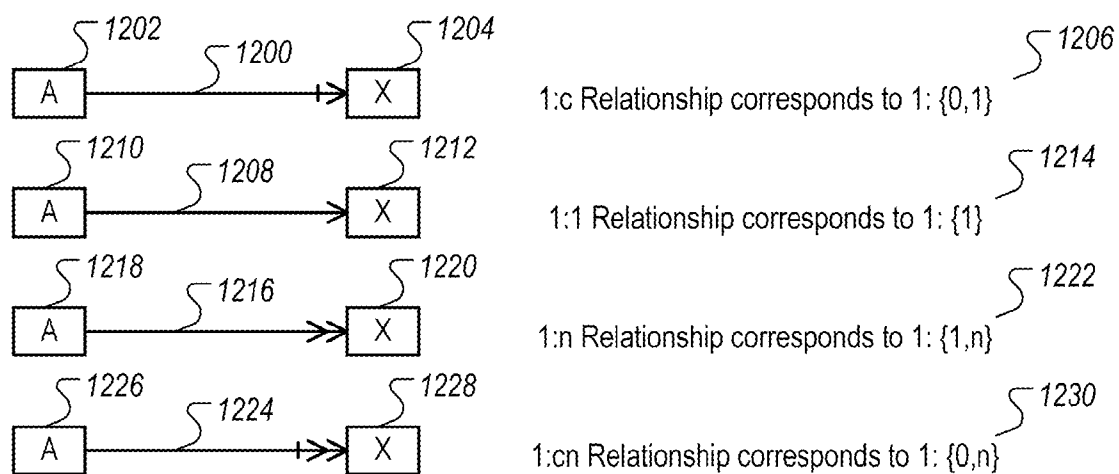 1202 1200 1204 1206
A X 1:c Relationship corresponds to 1: {0,1}
1210 1208 1212 1214
A X 1:1 Relationship corresponds to 1: {1}
1218 1216 1220 1222
A X 1:n Relationship corresponds to 1: {1,n}
1226 1224 1228 1230
A X 1:cn Relationship corresponds to 1: {0,n}